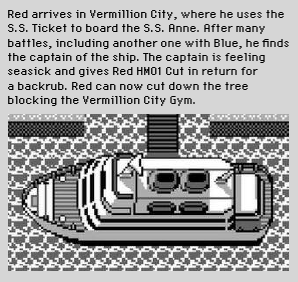 Red arrives in Vermillion City, where he uses the
S.S. Ticket to board the S.S. Anne. After many
battles, including another one with Blue, he finds
the captain of the ship. The captain is feeling
seasick and gives Red HM01 Cut in return for
a backrub. Red can now cut down the tree
blocking the Vermillion City Gym.